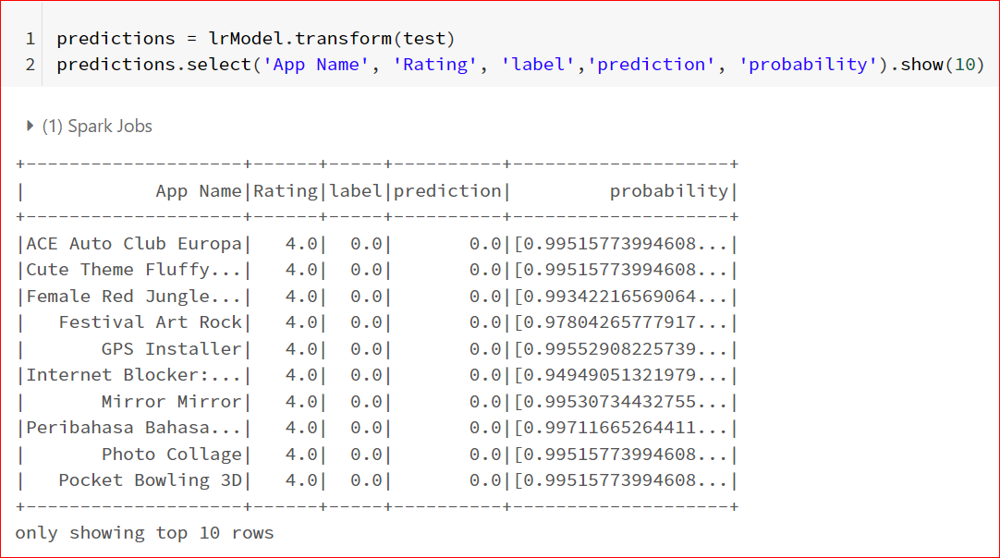 1 predictions = lrModel.transform(test)
2 predictions.select('App Name', 'Rating', 'label','prediction', 'probability').show(10)
(1) Spark Jobs
+--------------------+------+-----+----------+--------------------+
|            App Name|Rating|label|prediction|         probability|
+--------------------+------+-----+----------+--------------------+
|ACE Auto Club Europa|   4.0|  0.0|       0.0|[0.99515773994608...|
|Cute Theme Fluffy...|   4.0|  0.0|       0.0|[0.99515773994608...|
|Female Red Jungle...|   4.0|  0.0|       0.0|[0.99342216569064...|
|   Festival Art Rock|   4.0|  0.0|       0.0|[0.97804265777917...|
|       GPS Installer|   4.0|  0.0|       0.0|[0.99552908225739...|
|Internet Blocker:...|   4.0|  0.0|       0.0|[0.94949051321979...|
|       Mirror Mirror|   4.0|  0.0|       0.0|[0.99530734432755...|
|Peribahasa Bahasa...|   4.0|  0.0|       0.0|[0.99711665264411...|
|       Photo Collage|   4.0|  0.0|       0.0|[0.99515773994608...|
|   Pocket Bowling 3D|   4.0|  0.0|       0.0|[0.99515773994608...|
+--------------------+------+-----+----------+--------------------+
only showing top 10 rows